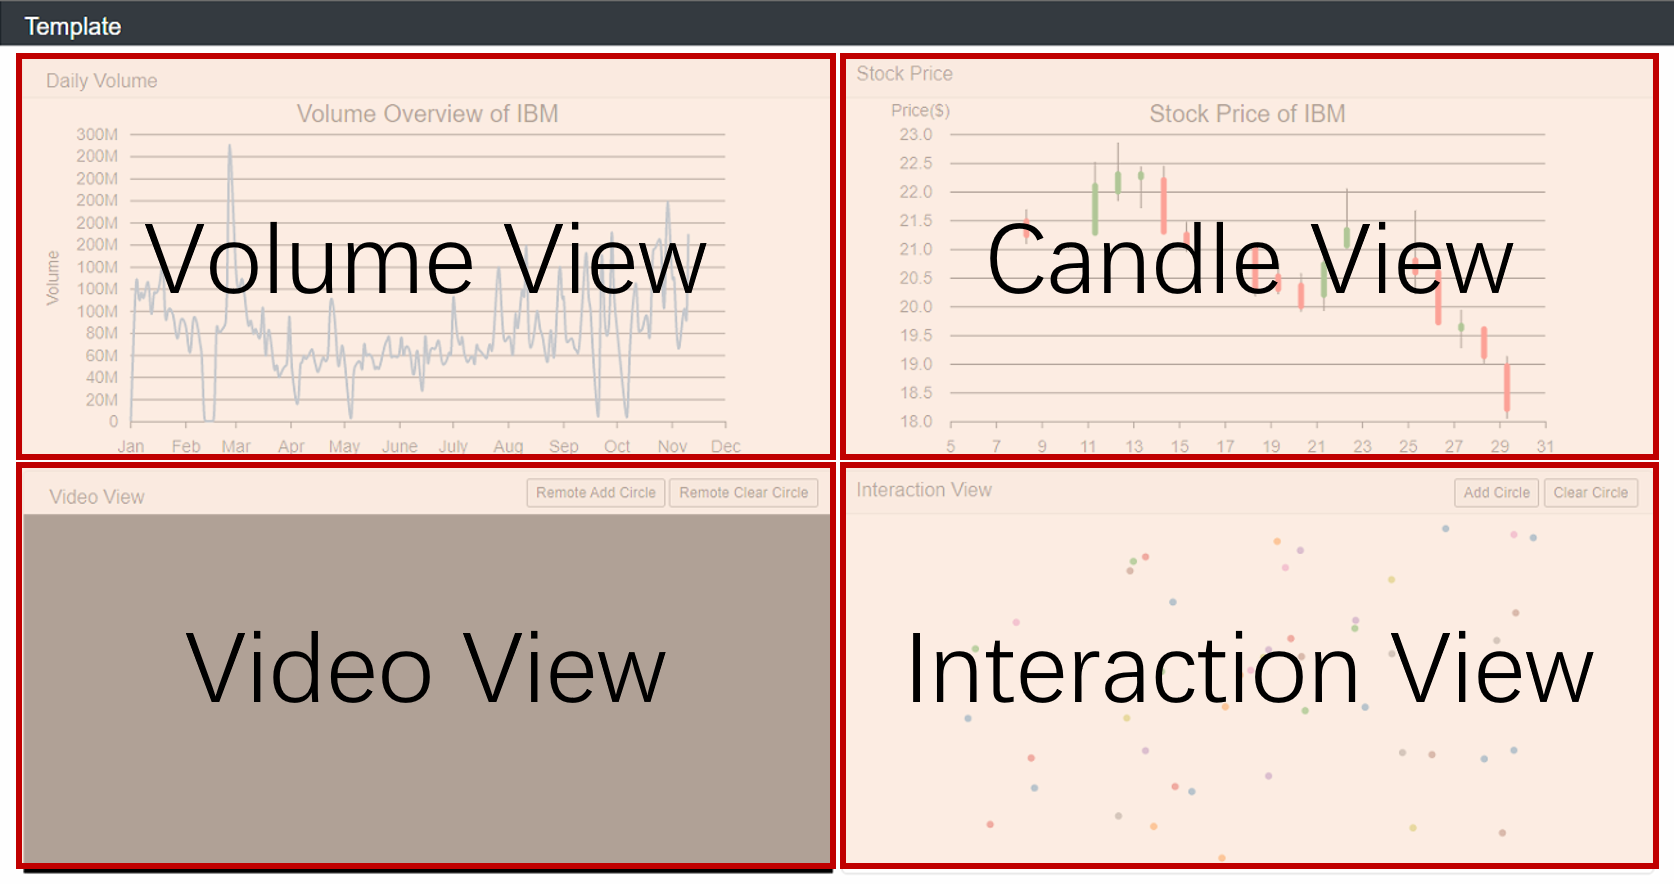 Template
Daily Volume
Volume Overview of IBM
300M
200M
200M
200M
200M
200M
100M
100M
100M
80M
60M
40M
20M
0
Volume
Jan Feb Mar Apr May June July Aug Sep Oct Nov Dec
Volume View
Stock Price
Price($)
Stock Price of IBM
23.0
22.5
22.0
21.5
21.0
20.5
20.0
19.5
19.0
18.5
18.0
5 7 9 11 13 15 17 19 21 23 25 27 29 31
Candle View
Video View
Remote Add Circle
Remote Clear Circle
Video View
Interaction View
Add Circle
Clear Circle
Interaction View